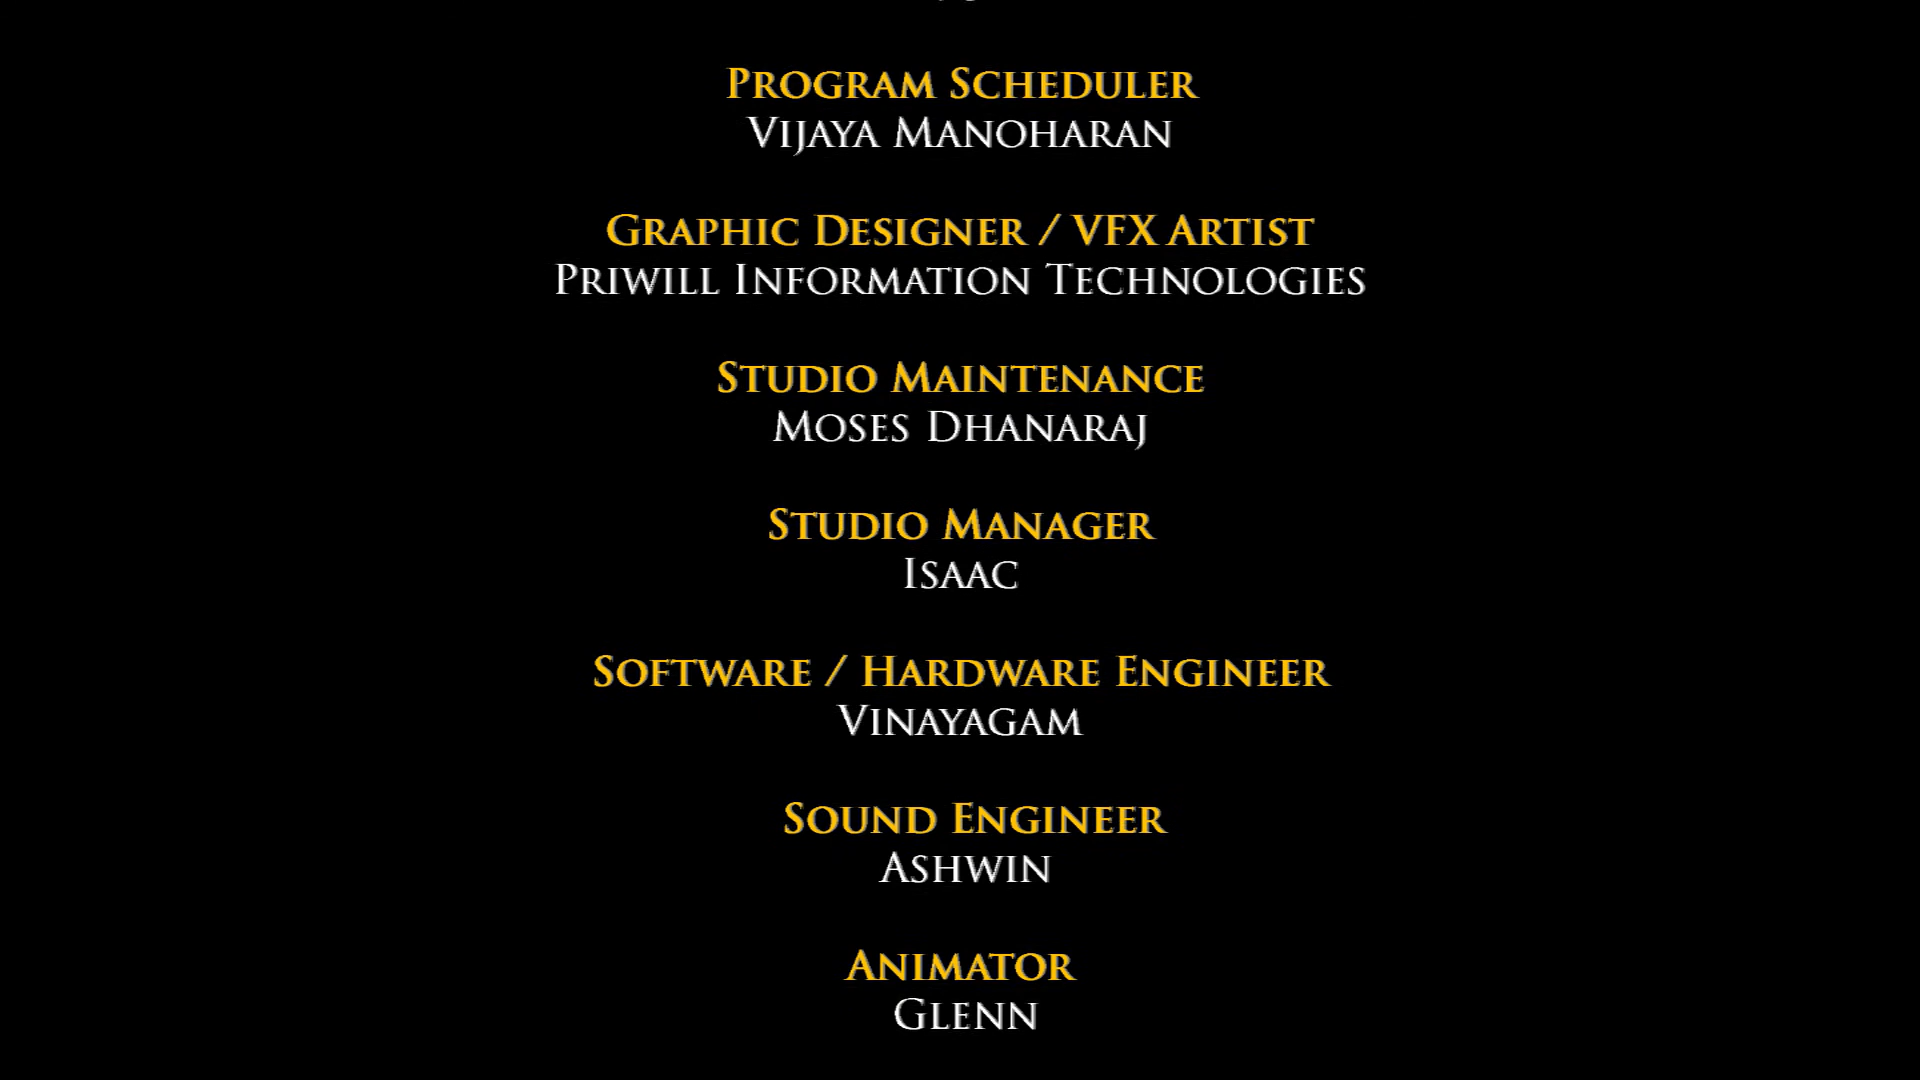 Program Scheduler
Vijaya Manoharan
Graphic Designer / VFX Artist
Priwill Information Technologies
Studio Maintenance
Moses Dhanaraj
Studio Manager
Isaac
Software / Hardware Engineer
Vinayagam
Sound Engineer
Ashwin
Animator
Glenn